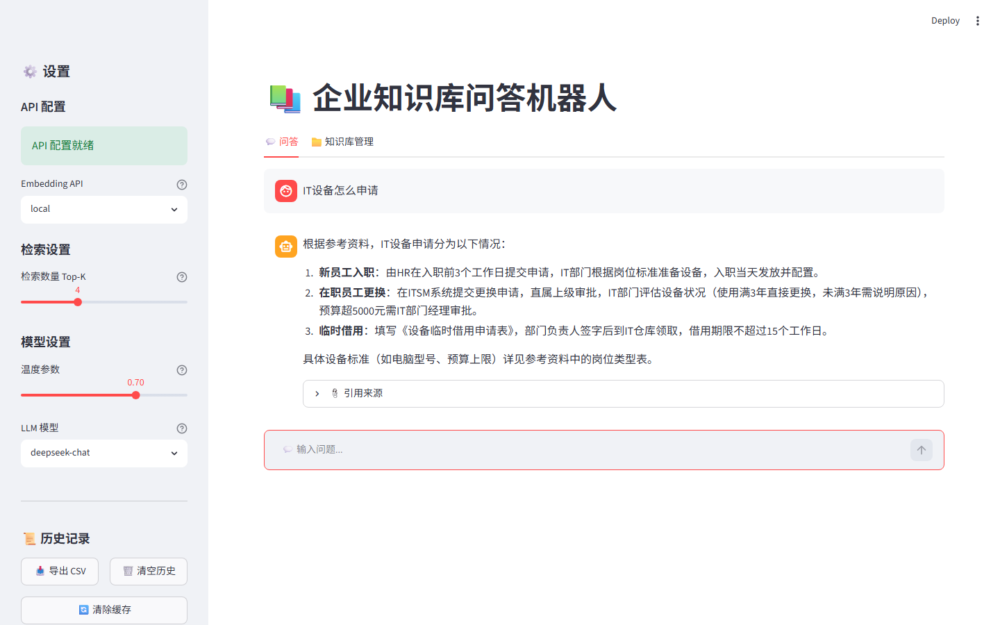 Deploy
设置
API 配置
API 配置就绪
Embedding API
local
检索设置
检索数量 Top-K
4
模型设置
温度参数
0.70
LLM 模型
deepseek-chat
历史记录
导出 CSV
清空历史
清除缓存
企业知识库问答机器人
问答
知识库管理
IT设备怎么申请
根据参考资料，IT设备申请分为以下情况：
1. 新员工入职：由HR在入职前3个工作日提交申请，IT部门根据岗位标准准备设备，入职当天发放并配置。
2. 在职员工更换：在ITSM系统提交更换申请，直属上级审批，IT部门评估设备状况（使用满3年直接更换，未满3年需说明原因），
预算超5000元需IT部门经理审批。
3. 临时借用：填写《设备临时借用申请表》，部门负责人签字后到IT仓库领取，借用期限不超过15个工作日。
具体设备标准（如电脑型号、预算上限）详见参考资料中的岗位类型表。
引用来源
输入问题...